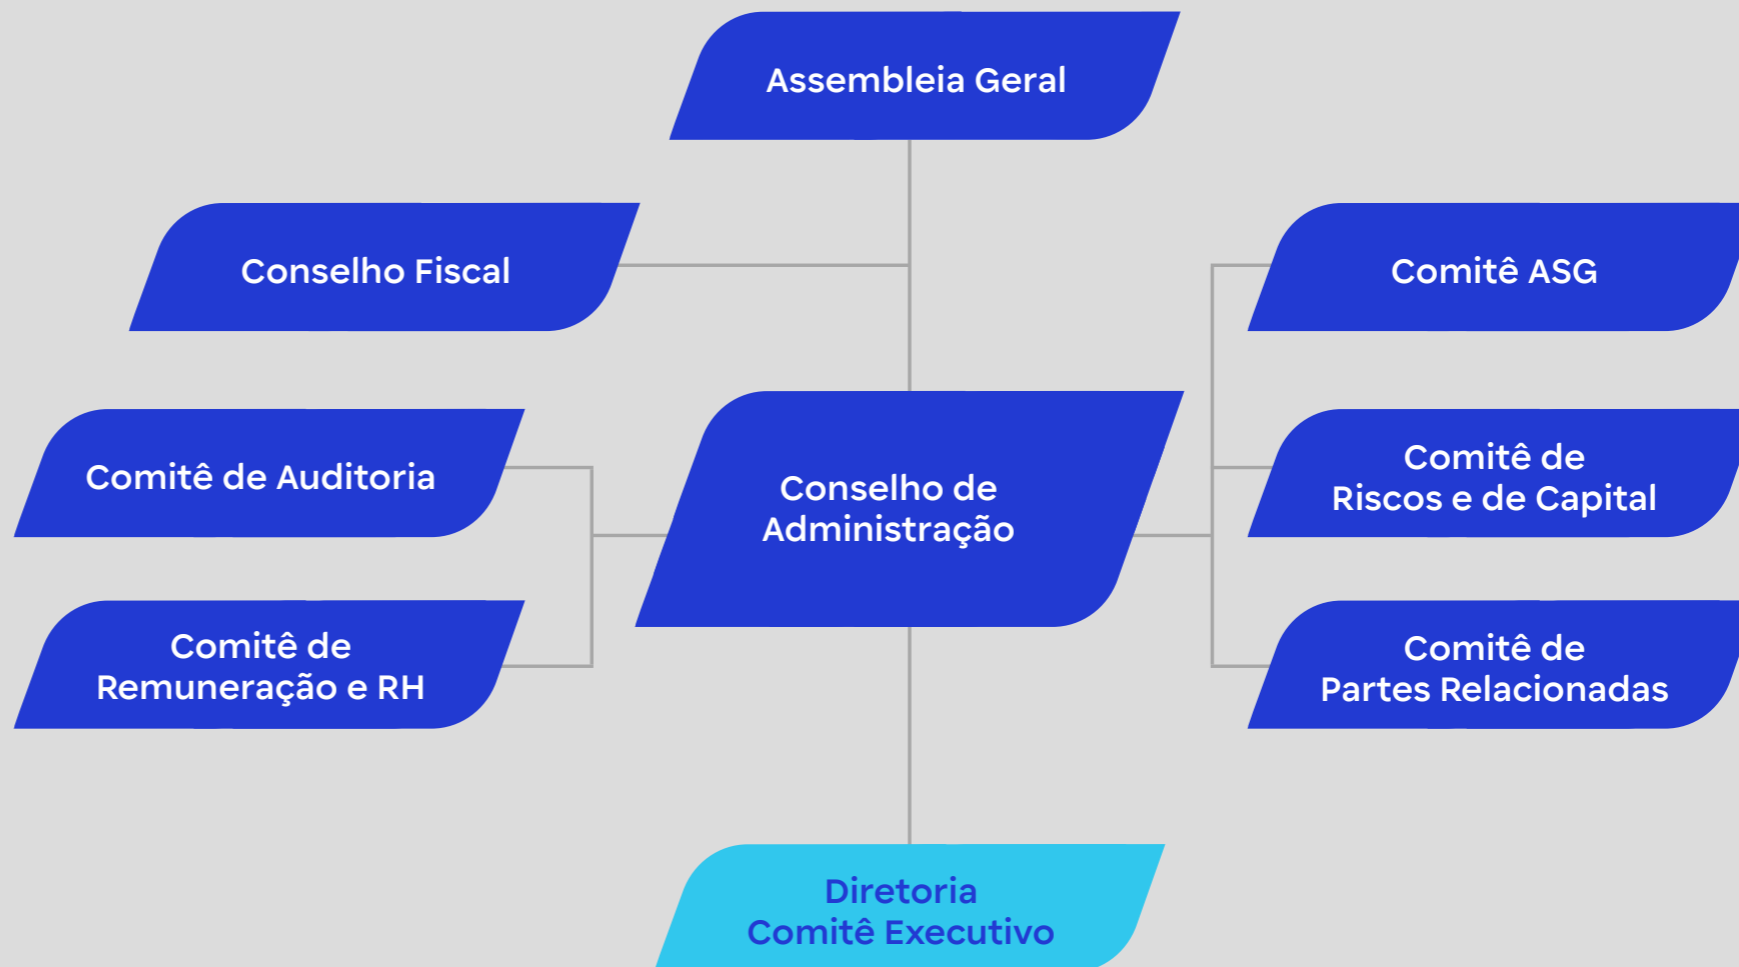 Assembleia Geral
Conselho Fiscal
Comitê ASG
Comitê de Auditoria
Conselho de
Administração
Comitê de
Riscos e de Capital
Comitê de
Remuneração e RH
Comitê de
Partes Relacionadas
Diretoria
Comitê Executivo